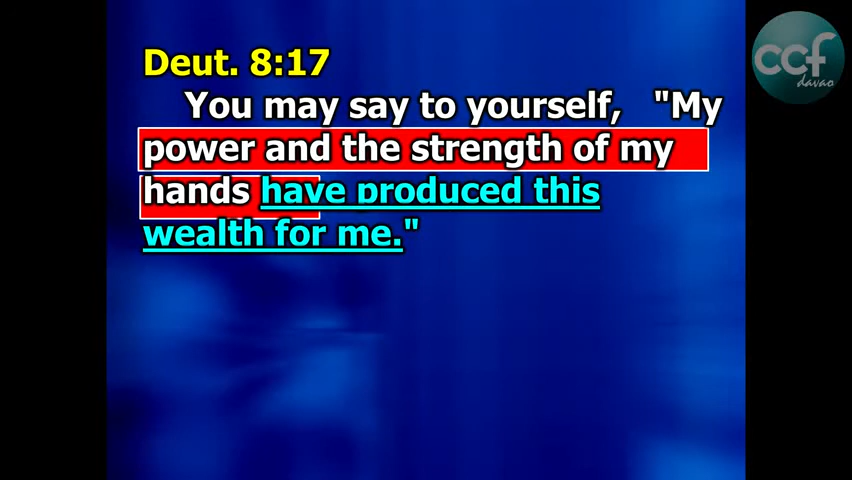 Deut. 8:17
You may say to yourself, "My
power and the strength of my
hands have produced this
wealth for me."
ccf
davao